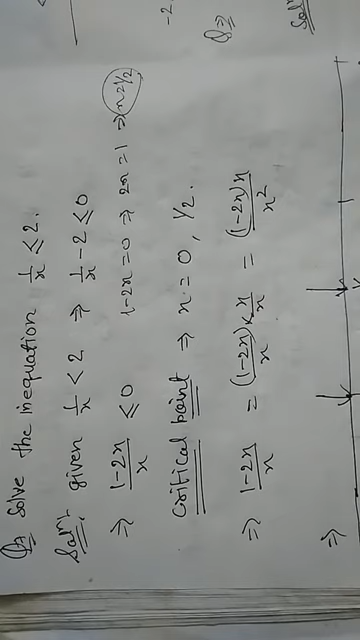 Q. Solve the inequation 1/x ≤ 2.
Soln. given 1/x < 2 ⇒ 1/x - 2 ≤ 0
⇒ (1-2x)/x ≤ 0 1-2x = 0 ⇒ 2x = 1 ⇒ x = 1/2
Critical point ⇒ x = 0, 1/2.
⇒ (1-2x)/x = (1-2x)/x × x/x = (1-2x)x/x²
⇒